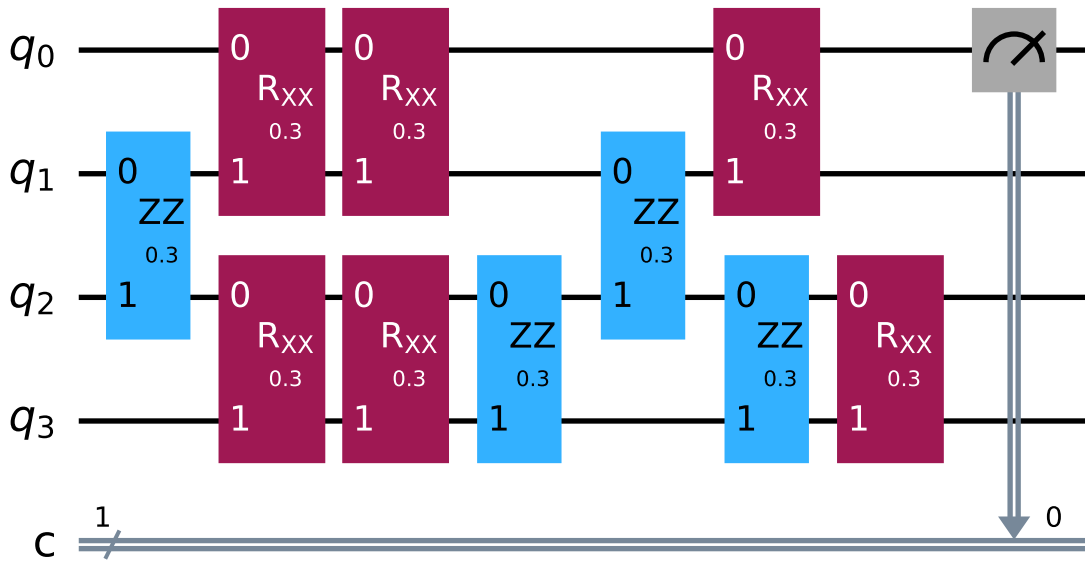 q0 0 0 0
RXX RXX RXX
0.3 0.3 0.3
q1 0 1 1 0 1
ZZ ZZ
0.3 0.3
q2 1 0 0 0 1 0 0
RXX RXX ZZ ZZ RXX
0.3 0.3 0.3 0.3 0.3
q3 1 1 1 1 1
1 0
c